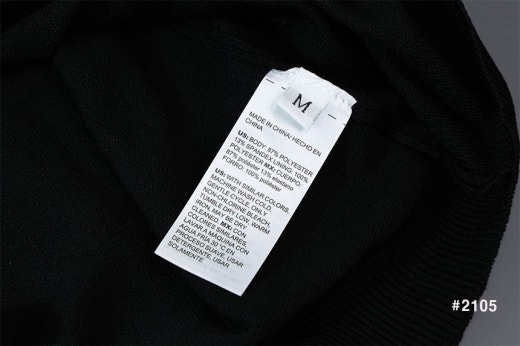 M
MADE IN CHINA/ HECHO EN
CHINA
US: BODY: 87% POLYESTER
13% SPANDEX LINING: 100%
POLYESTER MX: CUERPO:
87% poliéster 13% elastano
FORRO: 100% poliéster
US: WITH SIMILAR COLORS,
MACHINE WASH COLD,
GENTLE CYCLE, ONLY
NON-CHLORINE BLEACH,
TUMBLE DRY LOW, WARM
IRON, MAY BE DRY
CLEANED. MX: CON
COLORES SIMILARES,
LAVAR A MÁQUINA CON
AGUA FRÍA 30 °C EN
PROCESO SUAVE, USAR
DETERGENTE, USAR
SOLAMENTE
#2105